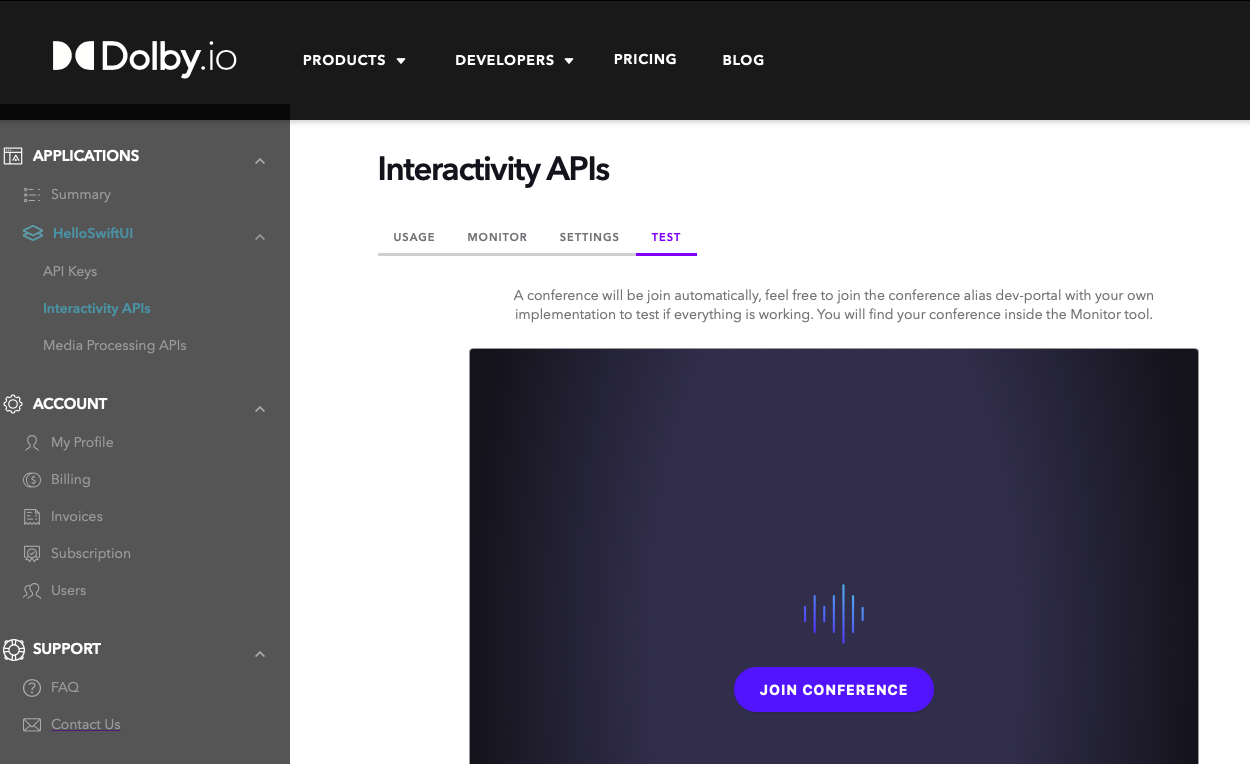 Dolby.io
PRODUCTS
DEVELOPERS
PRICING
BLOG
APPLICATIONS
Summary
HelloSwiftUI
API Keys
Interactivity APIs
Media Processing APIs
ACCOUNT
My Profile
Billing
Invoices
Subscription
Users
SUPPORT
FAQ
Contact Us
Interactivity APIs
USAGE
MONITOR
SETTINGS
TEST
A conference will be join automatically, feel free to join the conference alias dev-portal with your own
implementation to test if everything is working. You will find your conference inside the Monitor tool.
JOIN CONFERENCE